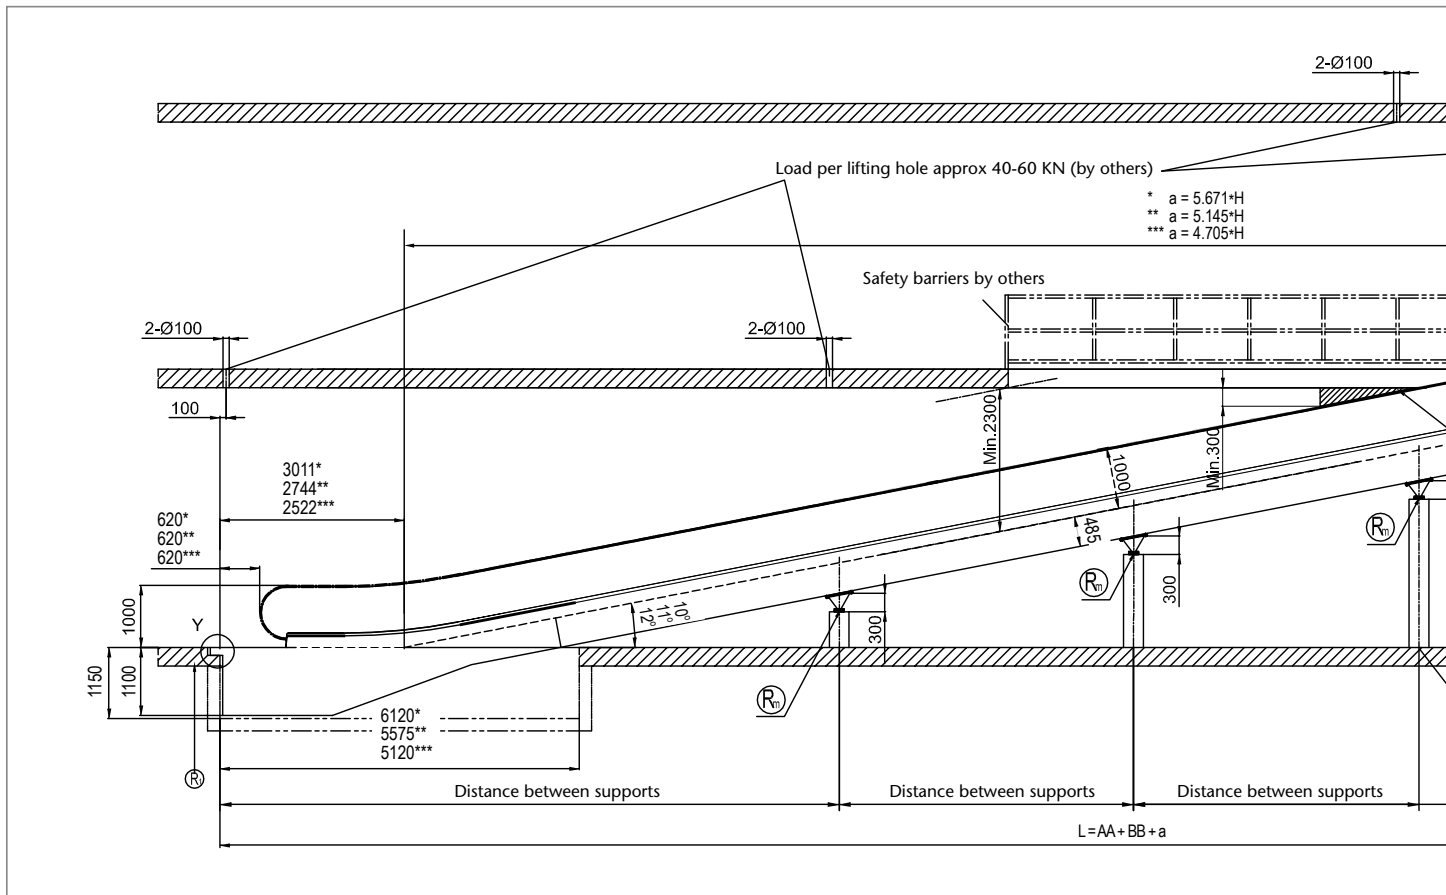 2-Ø100
Load per lifting hole approx 40-60 KN (by others)
* a = 5.671*H
** a = 5.145*H
*** a = 4.705*H
Safety barriers by others
2-Ø100
2-Ø100
100
Min.2300
Min.300
3011*
2744**
2522***
1000
620*
620**
620***
485
Rm
Rm
300
1000
Y
10°
11°
12°
300
1150
1100
Rm
6120*
5575**
5120***
R
Distance between supports
Distance between supports
Distance between supports
L=AA+BB+a